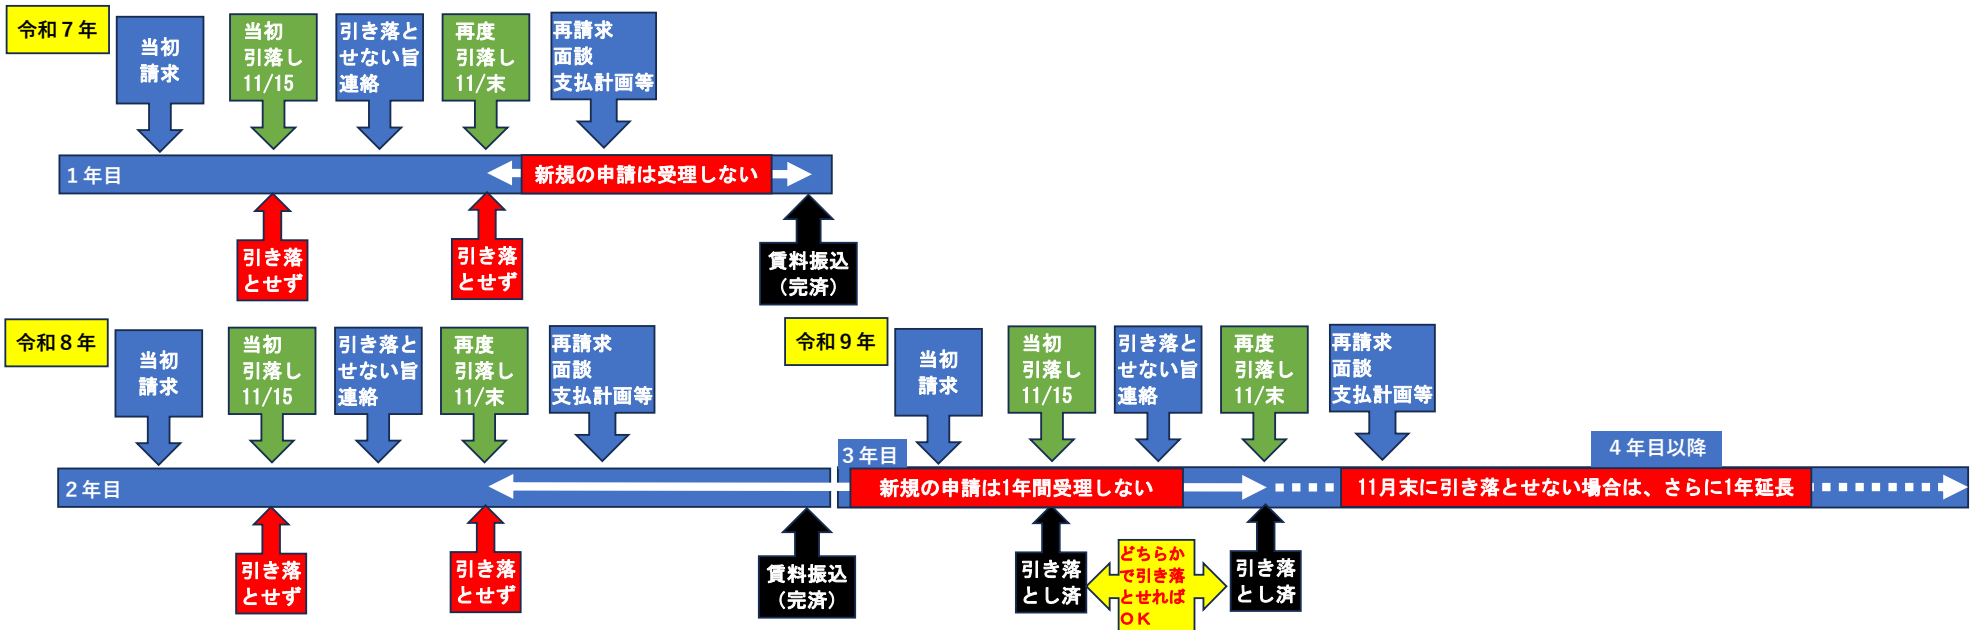 令和７年
当初
請求
当初
引落し
11/15
引き落と
せない旨
連絡
再度
引落し
11/末
再請求
面談
支払計画等
１年目
新規の申請は受理しない
引き落
とせず
引き落
とせず
賃料振込
（完済）
令和８年
当初
請求
当初
引落し
11/15
引き落と
せない旨
連絡
再度
引落し
11/末
再請求
面談
支払計画等
２年目
引き落
とせず
引き落
とせず
賃料振込
（完済）
令和９年
当初
請求
当初
引落し
11/15
引き落と
せない旨
連絡
再度
引落し
11/末
再請求
面談
支払計画等
３年目
新規の申請は1年間受理しない
４年目以降
11月末に引き落とせない場合は、さらに1年延長
引き落
とし済
どちらか
で引き落
とせれば
ＯＫ
引き落
とし済